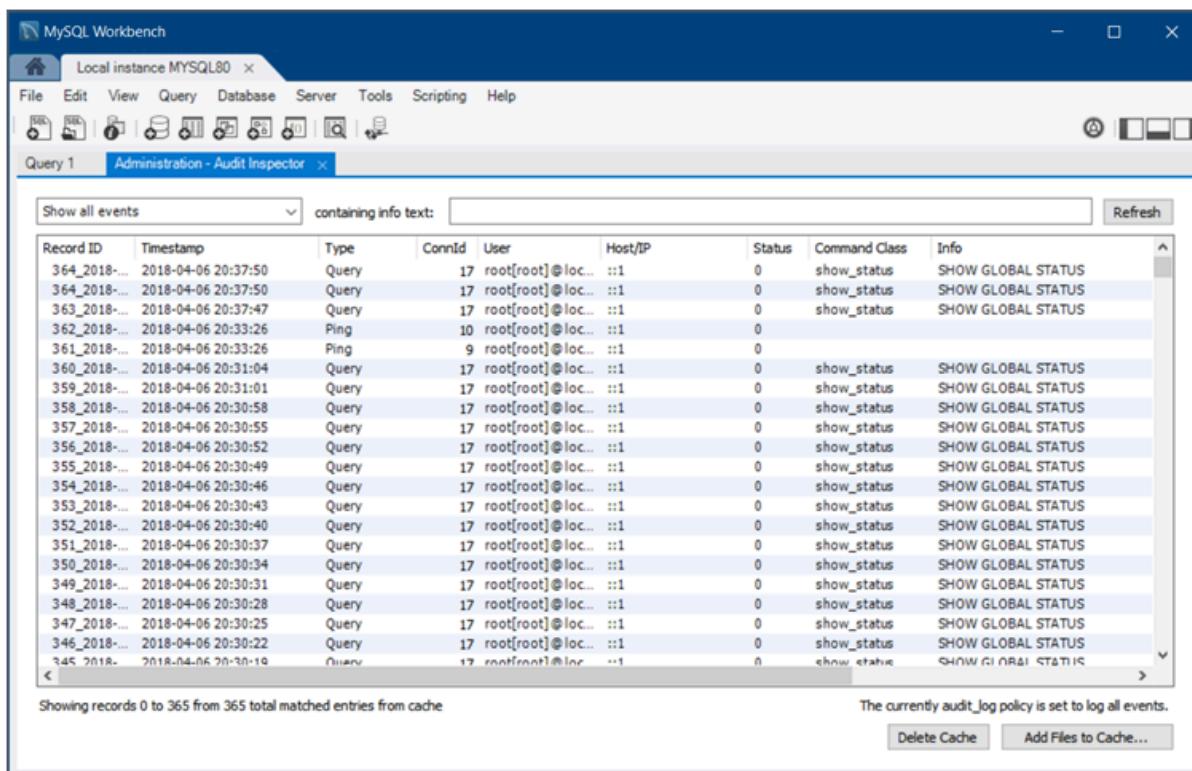 MySQL Workbench
Local instance MYSQL80
File Edit View Query Database Server Tools Scripting Help
Query 1 Administration - Audit Inspector
Show all events containing info text: Refresh
Record ID Timestamp Type ConnId User Host/IP Status Command Class Info
364_2018-... 2018-04-06 20:37:50 Query 17 root[root]@loc... ::1 0 show_status SHOW GLOBAL STATUS
364_2018-... 2018-04-06 20:37:50 Query 17 root[root]@loc... ::1 0 show_status SHOW GLOBAL STATUS
363_2018-... 2018-04-06 20:37:47 Query 17 root[root]@loc... ::1 0 show_status SHOW GLOBAL STATUS
362_2018-... 2018-04-06 20:33:26 Ping 10 root[root]@loc... ::1 0
361_2018-... 2018-04-06 20:33:26 Ping 9 root[root]@loc... ::1 0
360_2018-... 2018-04-06 20:31:04 Query 17 root[root]@loc... ::1 0 show_status SHOW GLOBAL STATUS
359_2018-... 2018-04-06 20:31:01 Query 17 root[root]@loc... ::1 0 show_status SHOW GLOBAL STATUS
358_2018-... 2018-04-06 20:30:58 Query 17 root[root]@loc... ::1 0 show_status SHOW GLOBAL STATUS
357_2018-... 2018-04-06 20:30:55 Query 17 root[root]@loc... ::1 0 show_status SHOW GLOBAL STATUS
356_2018-... 2018-04-06 20:30:52 Query 17 root[root]@loc... ::1 0 show_status SHOW GLOBAL STATUS
355_2018-... 2018-04-06 20:30:49 Query 17 root[root]@loc... ::1 0 show_status SHOW GLOBAL STATUS
354_2018-... 2018-04-06 20:30:46 Query 17 root[root]@loc... ::1 0 show_status SHOW GLOBAL STATUS
353_2018-... 2018-04-06 20:30:43 Query 17 root[root]@loc... ::1 0 show_status SHOW GLOBAL STATUS
352_2018-... 2018-04-06 20:30:40 Query 17 root[root]@loc... ::1 0 show_status SHOW GLOBAL STATUS
351_2018-... 2018-04-06 20:30:37 Query 17 root[root]@loc... ::1 0 show_status SHOW GLOBAL STATUS
350_2018-... 2018-04-06 20:30:34 Query 17 root[root]@loc... ::1 0 show_status SHOW GLOBAL STATUS
349_2018-... 2018-04-06 20:30:31 Query 17 root[root]@loc... ::1 0 show_status SHOW GLOBAL STATUS
348_2018-... 2018-04-06 20:30:28 Query 17 root[root]@loc... ::1 0 show_status SHOW GLOBAL STATUS
347_2018-... 2018-04-06 20:30:25 Query 17 root[root]@loc... ::1 0 show_status SHOW GLOBAL STATUS
346_2018-... 2018-04-06 20:30:22 Query 17 root[root]@loc... ::1 0 show_status SHOW GLOBAL STATUS
345_2018-... 2018-04-06 20:30:19 Query 17 root[root]@loc... ::1 0 show_status SHOW GLOBAL STATUS
Showing records 0 to 365 from 365 total matched entries from cache The currently audit_log policy is set to log all events.
Delete Cache Add Files to Cache...